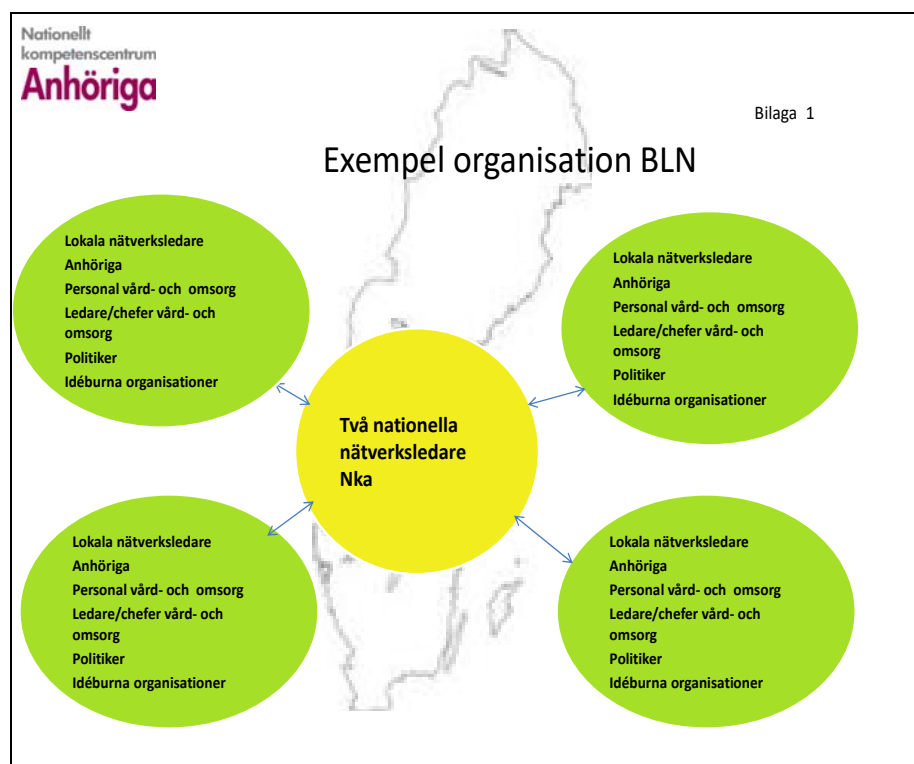 Nationellt
kompetenscentrum
Anhöriga
Bilaga 1
Exempel organisation BLN
Lokala nätverksledare
Anhöriga
Personal vård- och omsorg
Ledare/chefer vård- och
omsorg
Politiker
Idéburna organisationer
Lokala nätverksledare
Anhöriga
Personal vård- och omsorg
Ledare/chefer vård- och
omsorg
Politiker
Idéburna organisationer
Två nationella
nätverksledare
Nka
Lokala nätverksledare
Anhöriga
Personal vård- och omsorg
Ledare/chefer vård- och
omsorg
Politiker
Idéburna organisationer
Lokala nätverksledare
Anhöriga
Personal vård- och omsorg
Ledare/chefer vård- och
omsorg
Politiker
Idéburna organisationer